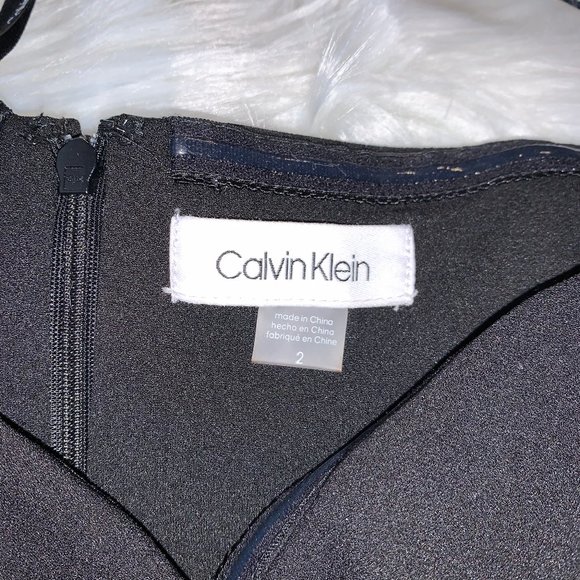 Calvin Klein
made in China
hecho en China
fabriqué en Chine
2